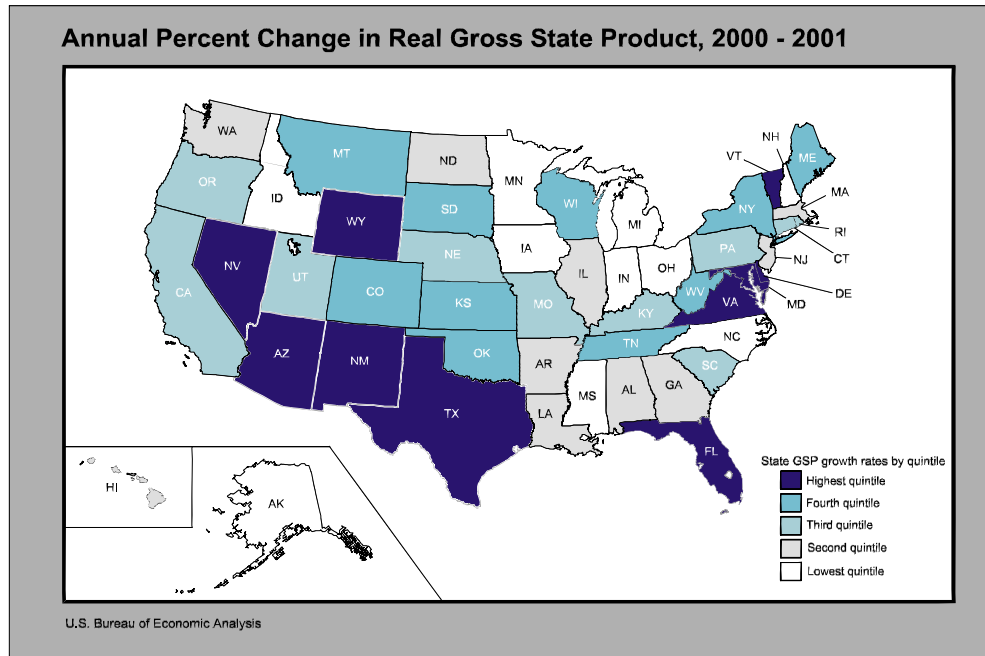 Annual Percent Change in Real Gross State Product, 2000 - 2001
WA
MT
ND
MN
VT
NH
ME
OR
ID
WY
SD
WI
MI
NY
MA
RI
CT
NV
UT
CO
NE
IA
IL
IN
OH
PA
NJ
DE
MD
CA
KS
MO
KY
WV
VA
AZ
NM
OK
AR
TN
NC
SC
TX
LA
MS
AL
GA
FL
HI
AK
State GSP growth rates by quintile
Highest quintile
Fourth quintile
Third quintile
Second quintile
Lowest quintile
U.S. Bureau of Economic Analysis